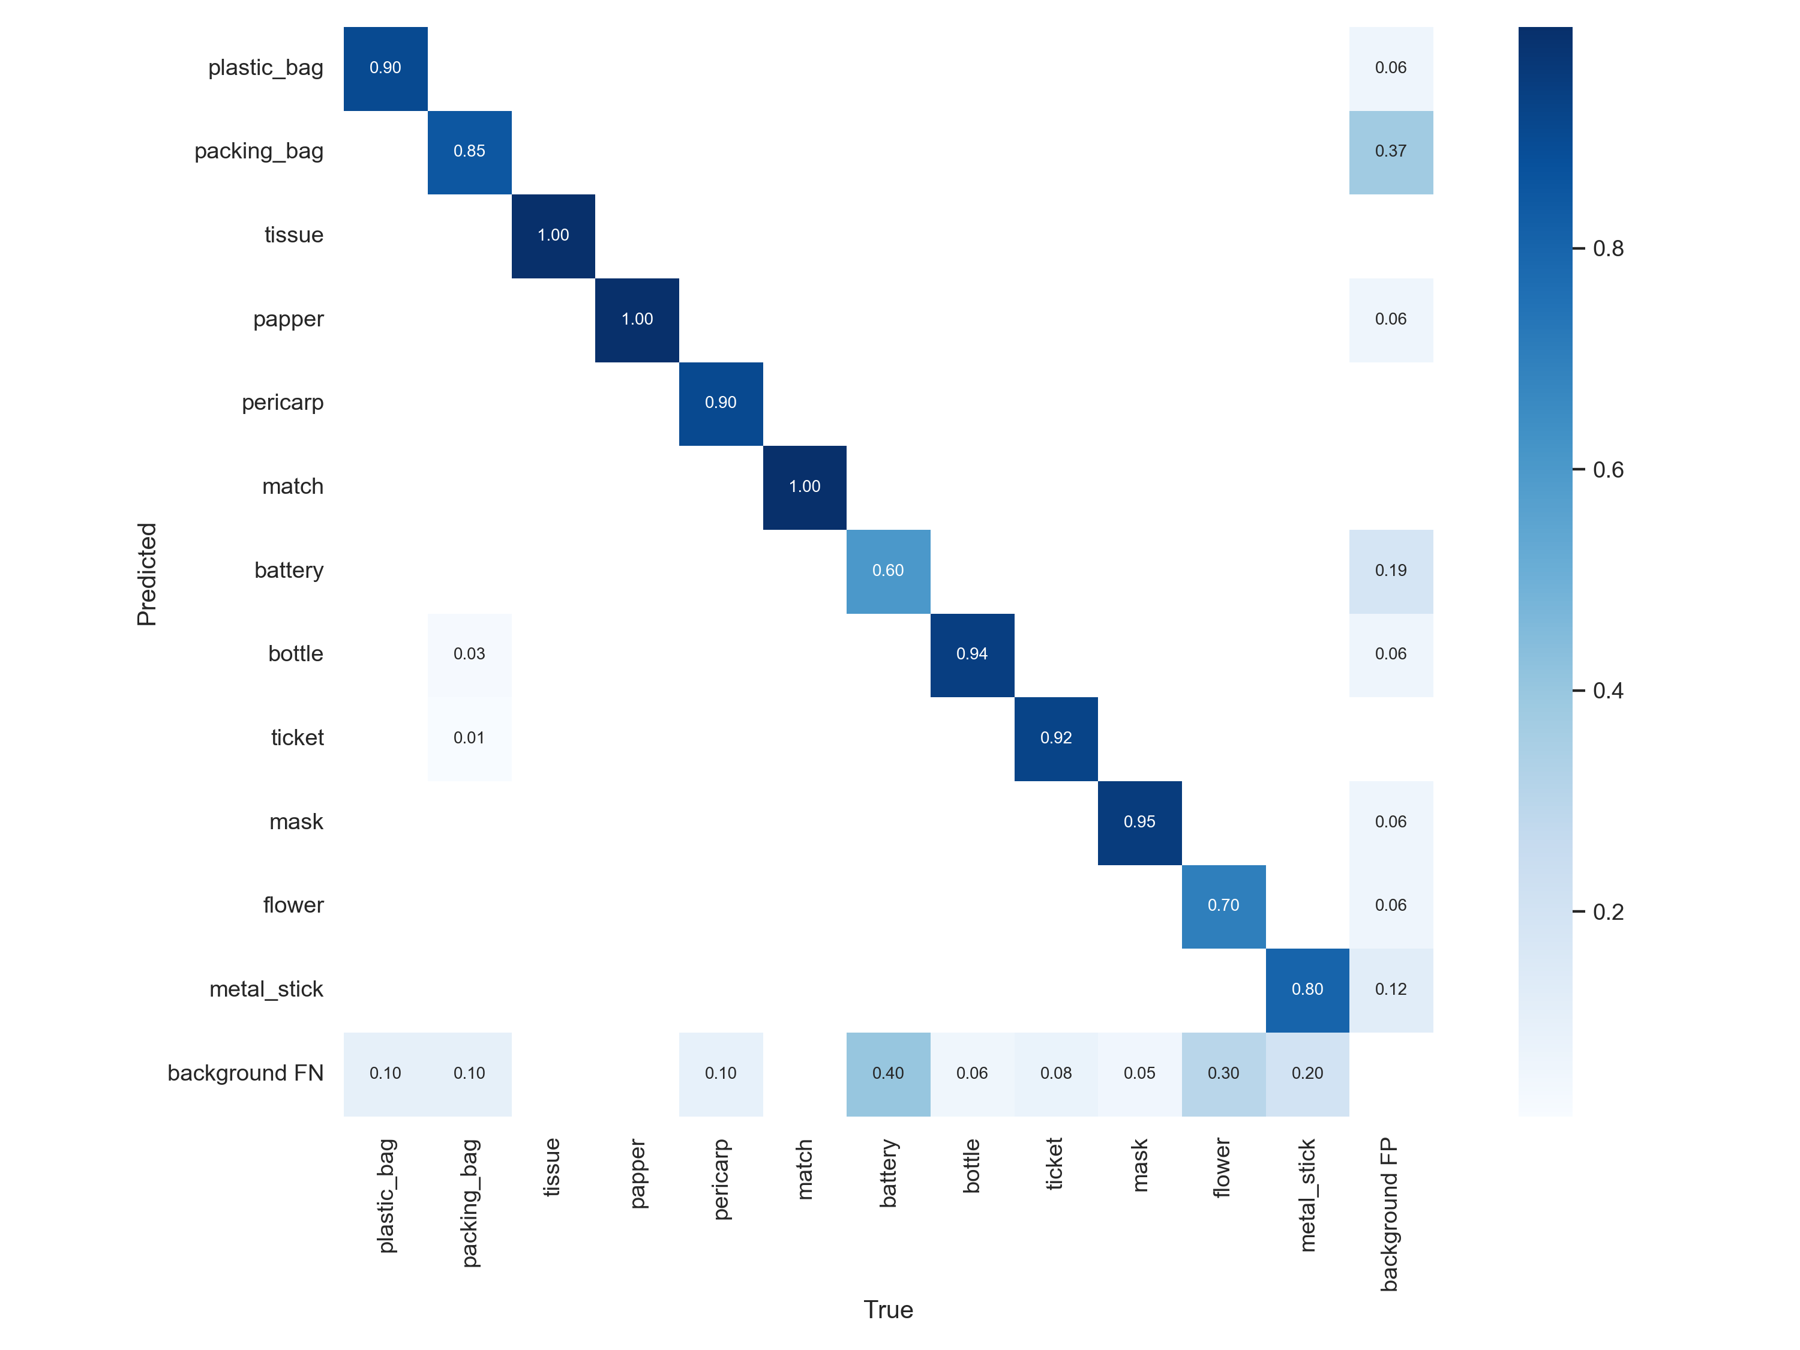 plastic_bag 0.90 0.06
packing_bag 0.85 0.37
tissue 1.00
papper 1.00 0.06
pericarp 0.90
match 1.00
battery 0.60 0.19
bottle 0.03 0.94 0.06
ticket 0.01 0.92
mask 0.95 0.06
flower 0.70 0.06
metal_stick 0.80 0.12
background FN 0.10 0.10 0.10 0.40 0.06 0.08 0.05 0.30 0.20
Predicted
plastic_bag
packing_bag
tissue
papper
pericarp
match
battery
bottle
ticket
mask
flower
metal_stick
background FP
True
0.8
0.6
0.4
0.2